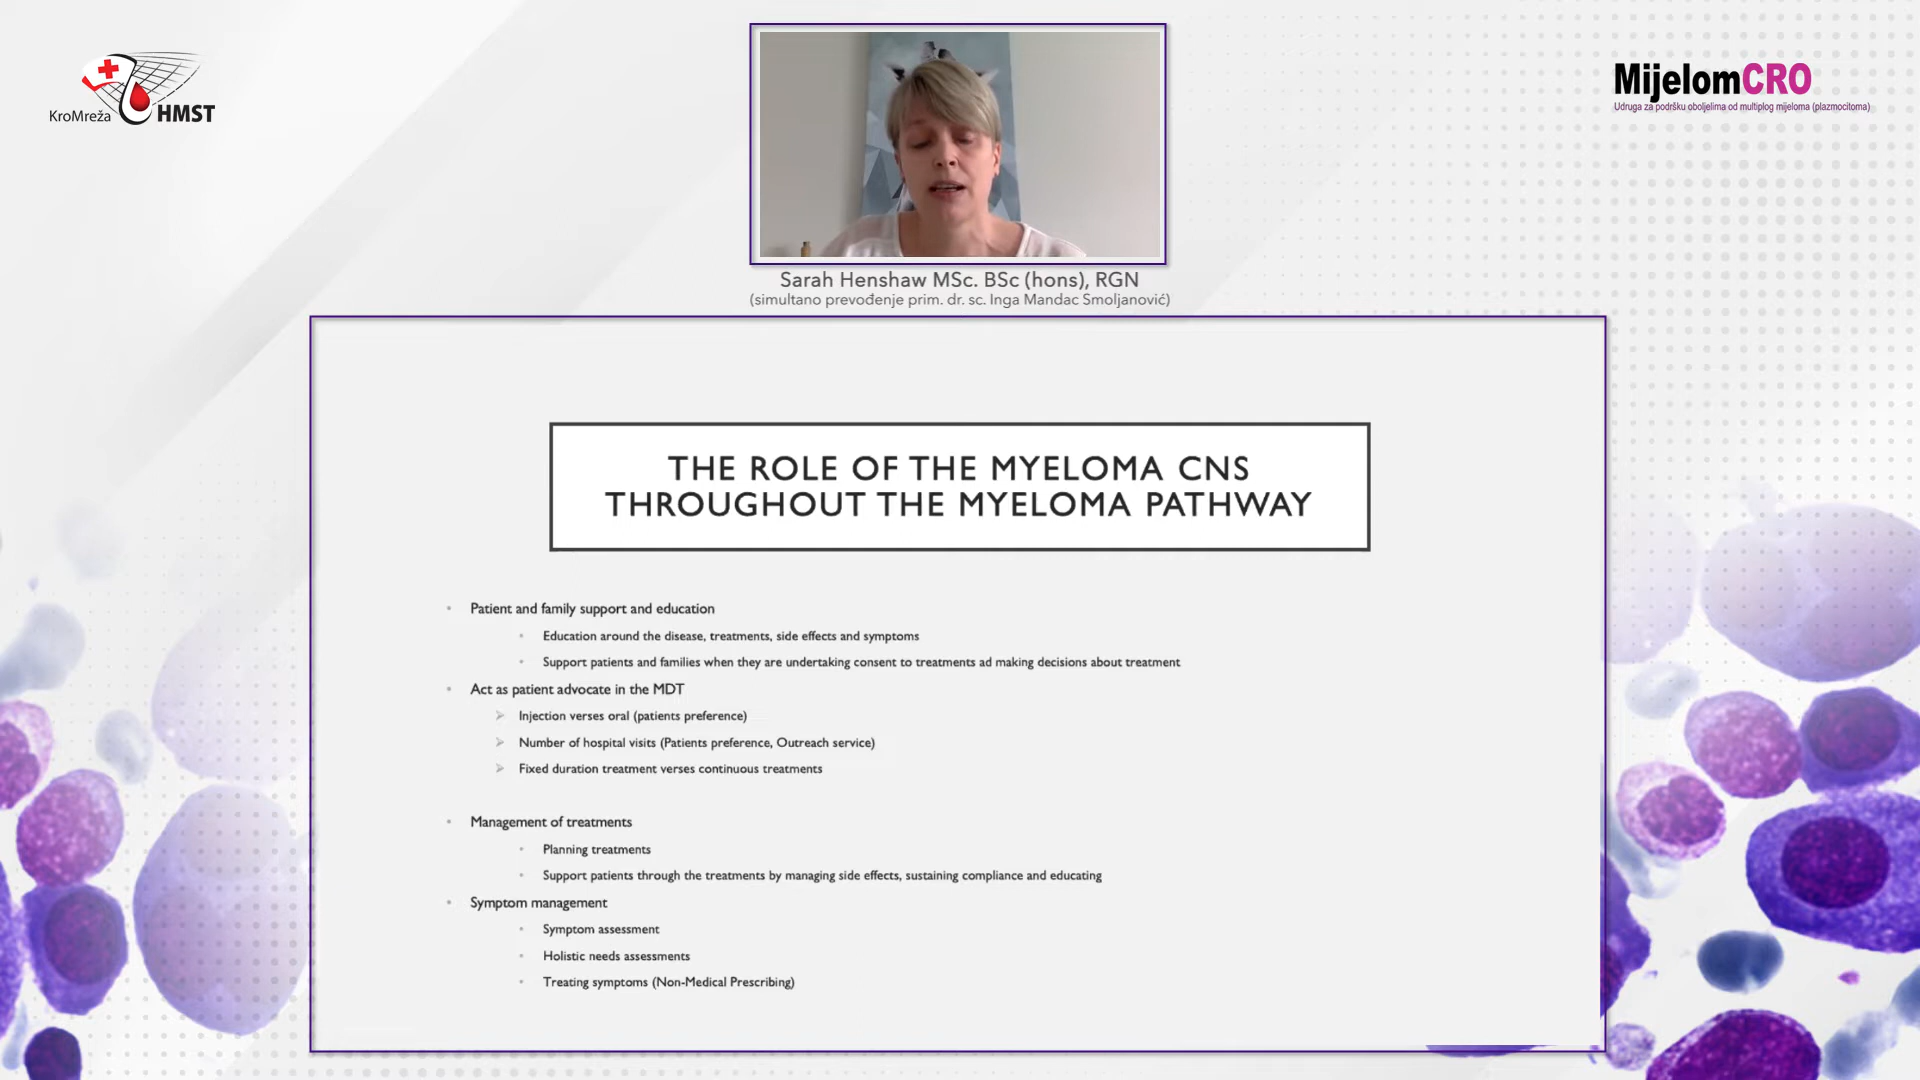 KroMreža HMST
MijelomCRO
Udruga za podršku oboljelima od multiplog mijeloma (plazmocitoma)
Sarah Henshaw MSc. BSc (hons), RGN
(simultano prevođenje prim. dr. sc. Inga Mandac Smoljanović)
THE ROLE OF THE MYELOMA CNS
THROUGHOUT THE MYELOMA PATHWAY
Patient and family support and education
Education around the disease, treatments, side effects and symptoms
Support patients and families when they are undertaking consent to treatments ad making decisions about treatment
Act as patient advocate in the MDT
Injection verses oral (patients preference)
Number of hospital visits (Patients preference, Outreach service)
Fixed duration treatment verses continuous treatments
Management of treatments
Planning treatments
Support patients through the treatments by managing side effects, sustaining compliance and educating
Symptom management
Symptom assessment
Holistic needs assessments
Treating symptoms (Non-Medical Prescribing)